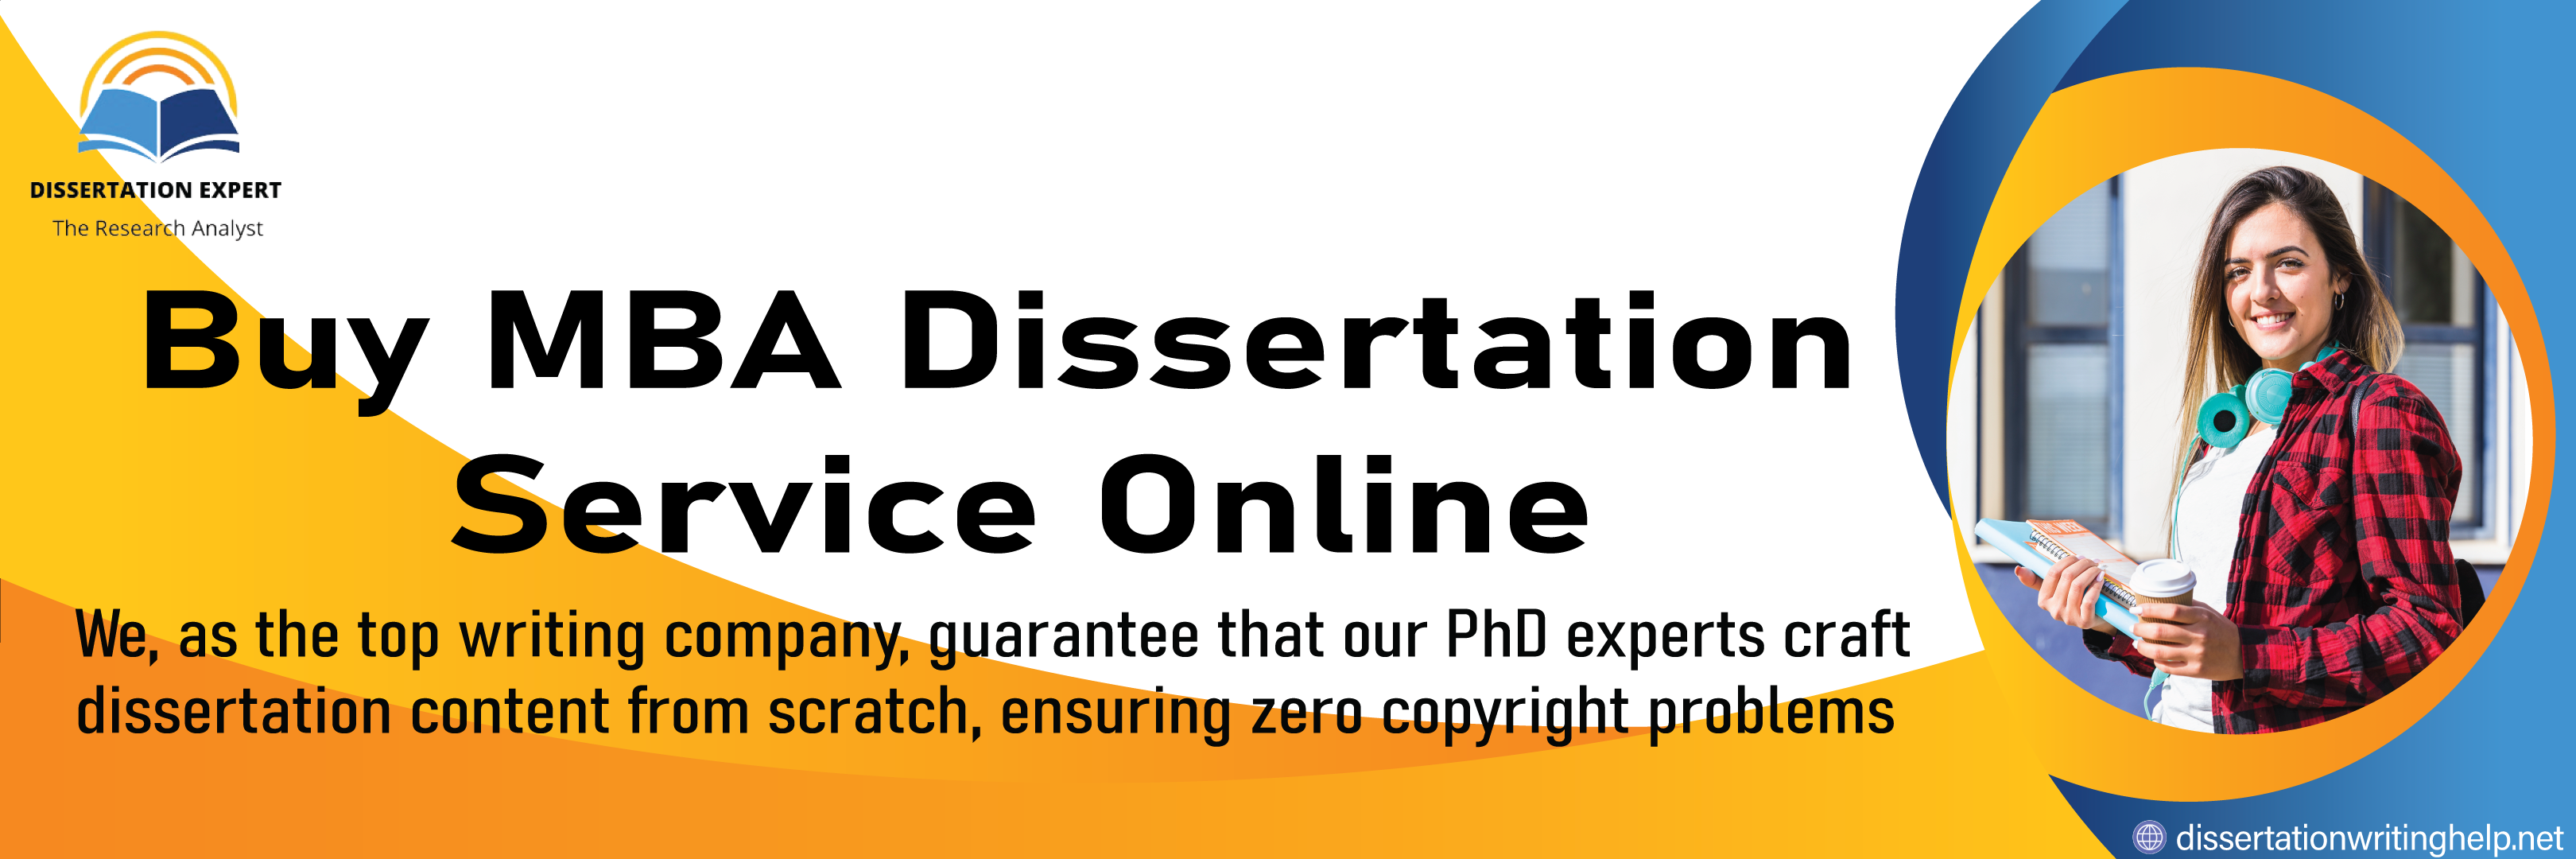 DISSERTATION EXPERT
The Research Analyst
Buy MBA Dissertation
Service Online
We, as the top writing company, guarantee that our PhD experts craft
dissertation content from scratch, ensuring zero copyright problems
dissertationwritinghelp.net